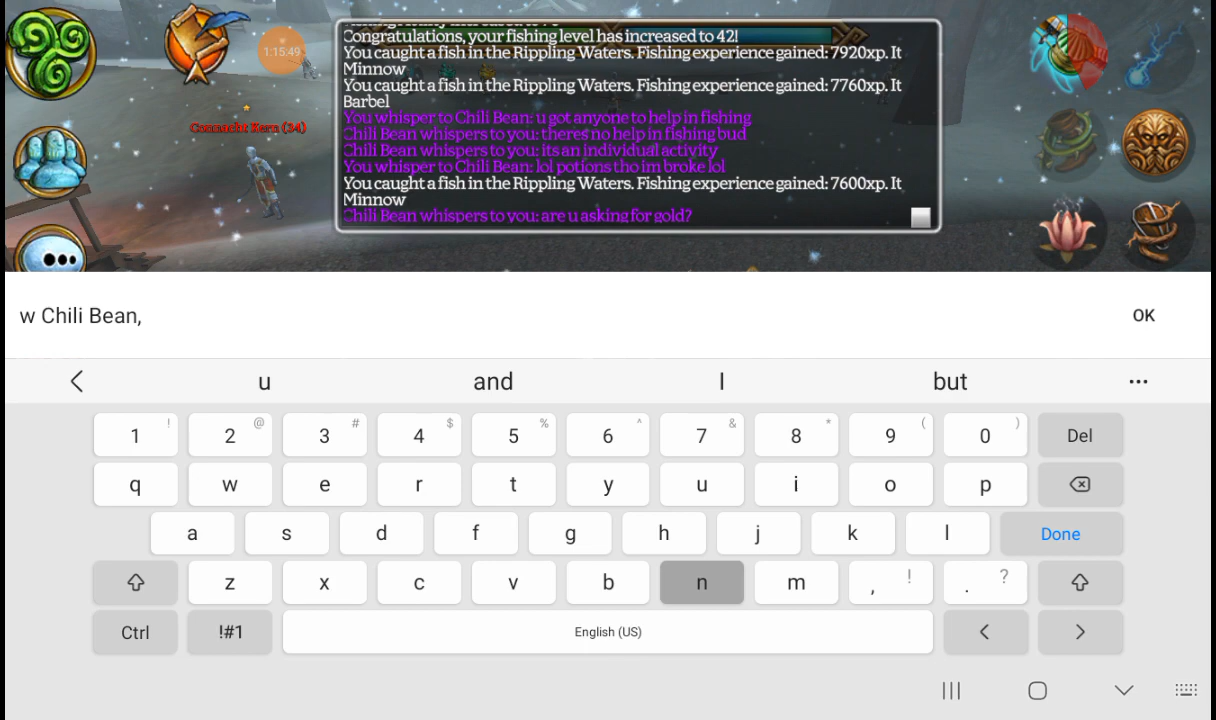 1:15:49
Connacht Kern (34)
Congratulations, your fishing level has increased to 42!
You caught a fish in the Rippling Waters. Fishing experience gained: 7920xp. It
Minnow
You caught a fish in the Rippling Waters. Fishing experience gained: 7760xp. It
Barbel
You whisper to Chili Bean: u got anyone to help in fishing
Chili Bean whispers to you: theres no help in fishing bud
Chili Bean whispers to you: its an individual activity
You whisper to Chili Bean: lol potions tho im broke lol
You caught a fish in the Rippling Waters. Fishing experience gained: 7600xp. It
Minnow
Chili Bean whispers to you: are u asking for gold?
w Chili Bean, OK
u and I but
1 ! 2 @ 3 # 4 $ 5 % 6 ^ 7 & 8 * 9 ( 0 ) Del
q w e r t y u i o p
a s d f g h j k l Done
z x c v b n m , ! . ?
Ctrl !#1 English (US) < >